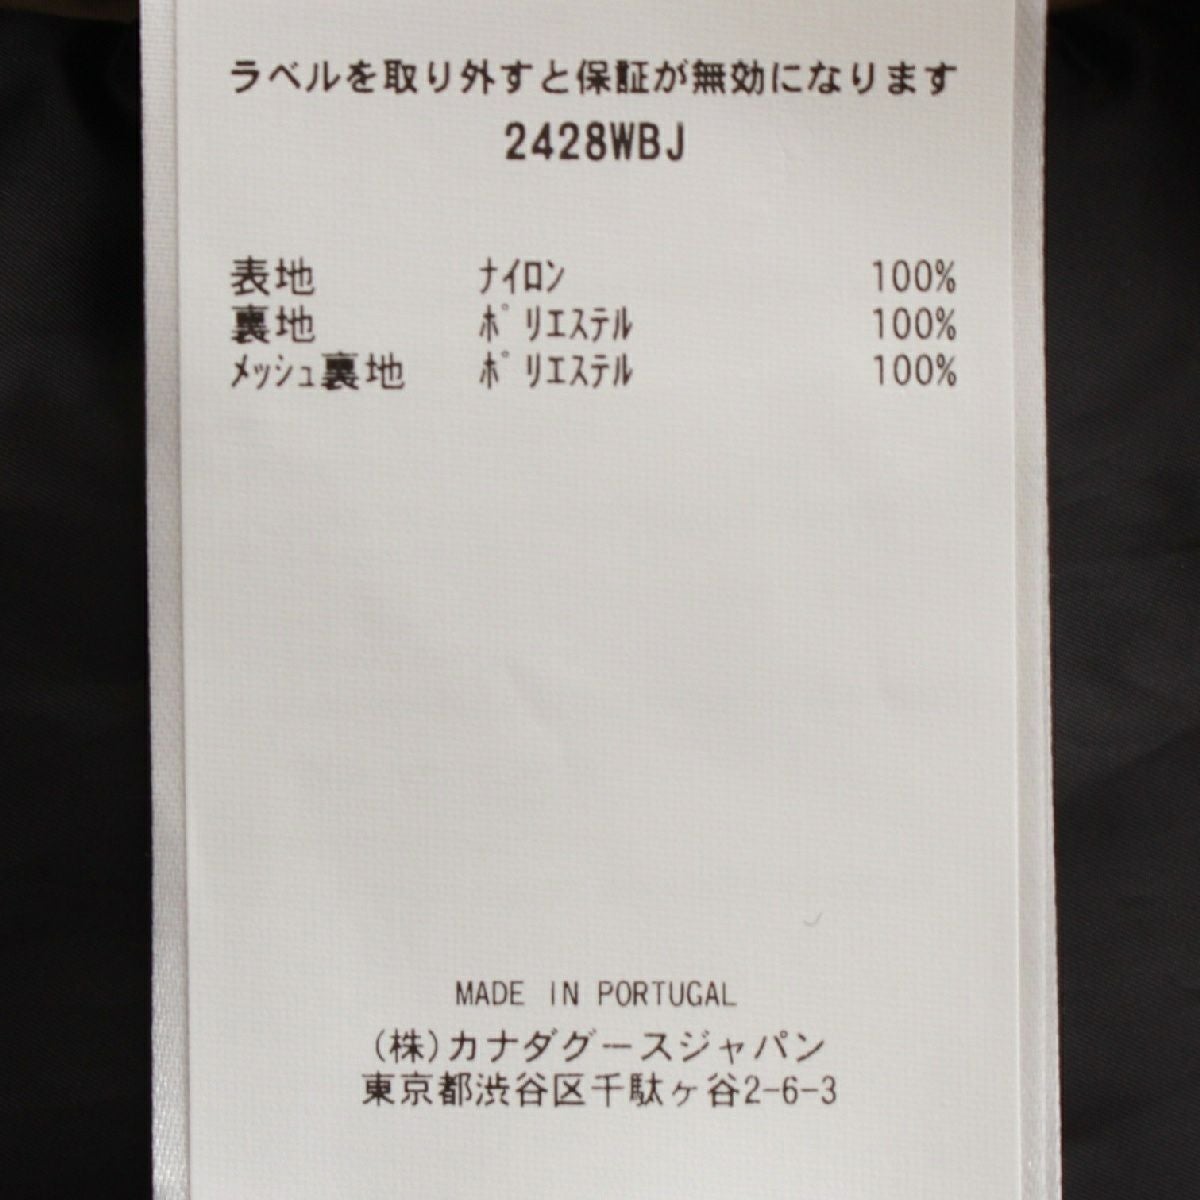 ラベルを取り外すと保証が無効になります
2428WBJ
表地 ナイロン 100%
裏地 ポリエステル 100%
メッシュ裏地 ポリエステル 100%
MADE IN PORTUGAL
(株)カナダグースジャパン
東京都渋谷区千駄ヶ谷2-6-3